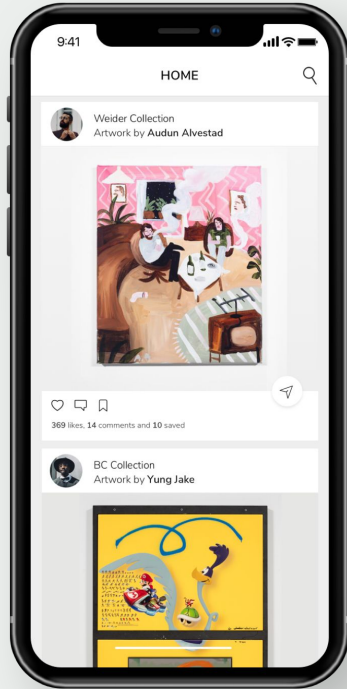 9:41
HOME
Weider Collection
Artwork by Audun Alvestad
369 likes, 14 comments and 10 saved
BC Collection
Artwork by Yung Jake